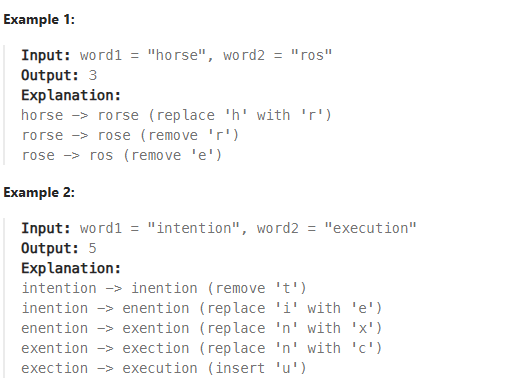 Example 1:
Input: word1 = "horse", word2 = "ros"
Output: 3
Explanation:
horse -> rorse (replace 'h' with 'r')
rorse -> rose (remove 'r')
rose -> ros (remove 'e')
Example 2:
Input: word1 = "intention", word2 = "execution"
Output: 5
Explanation:
intention -> inention (remove 't')
inention -> enention (replace 'i' with 'e')
enention -> exention (replace 'n' with 'x')
exention -> exection (replace 'n' with 'c')
exection -> execution (insert 'u')